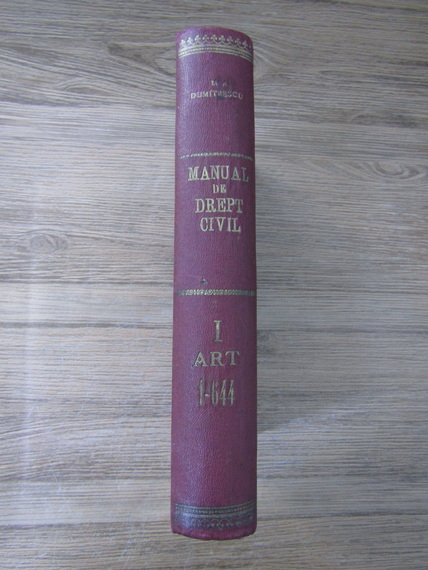 DUMITRESCU
MANUAL
DE
DREPT
CIVIL
I
ART
1-644